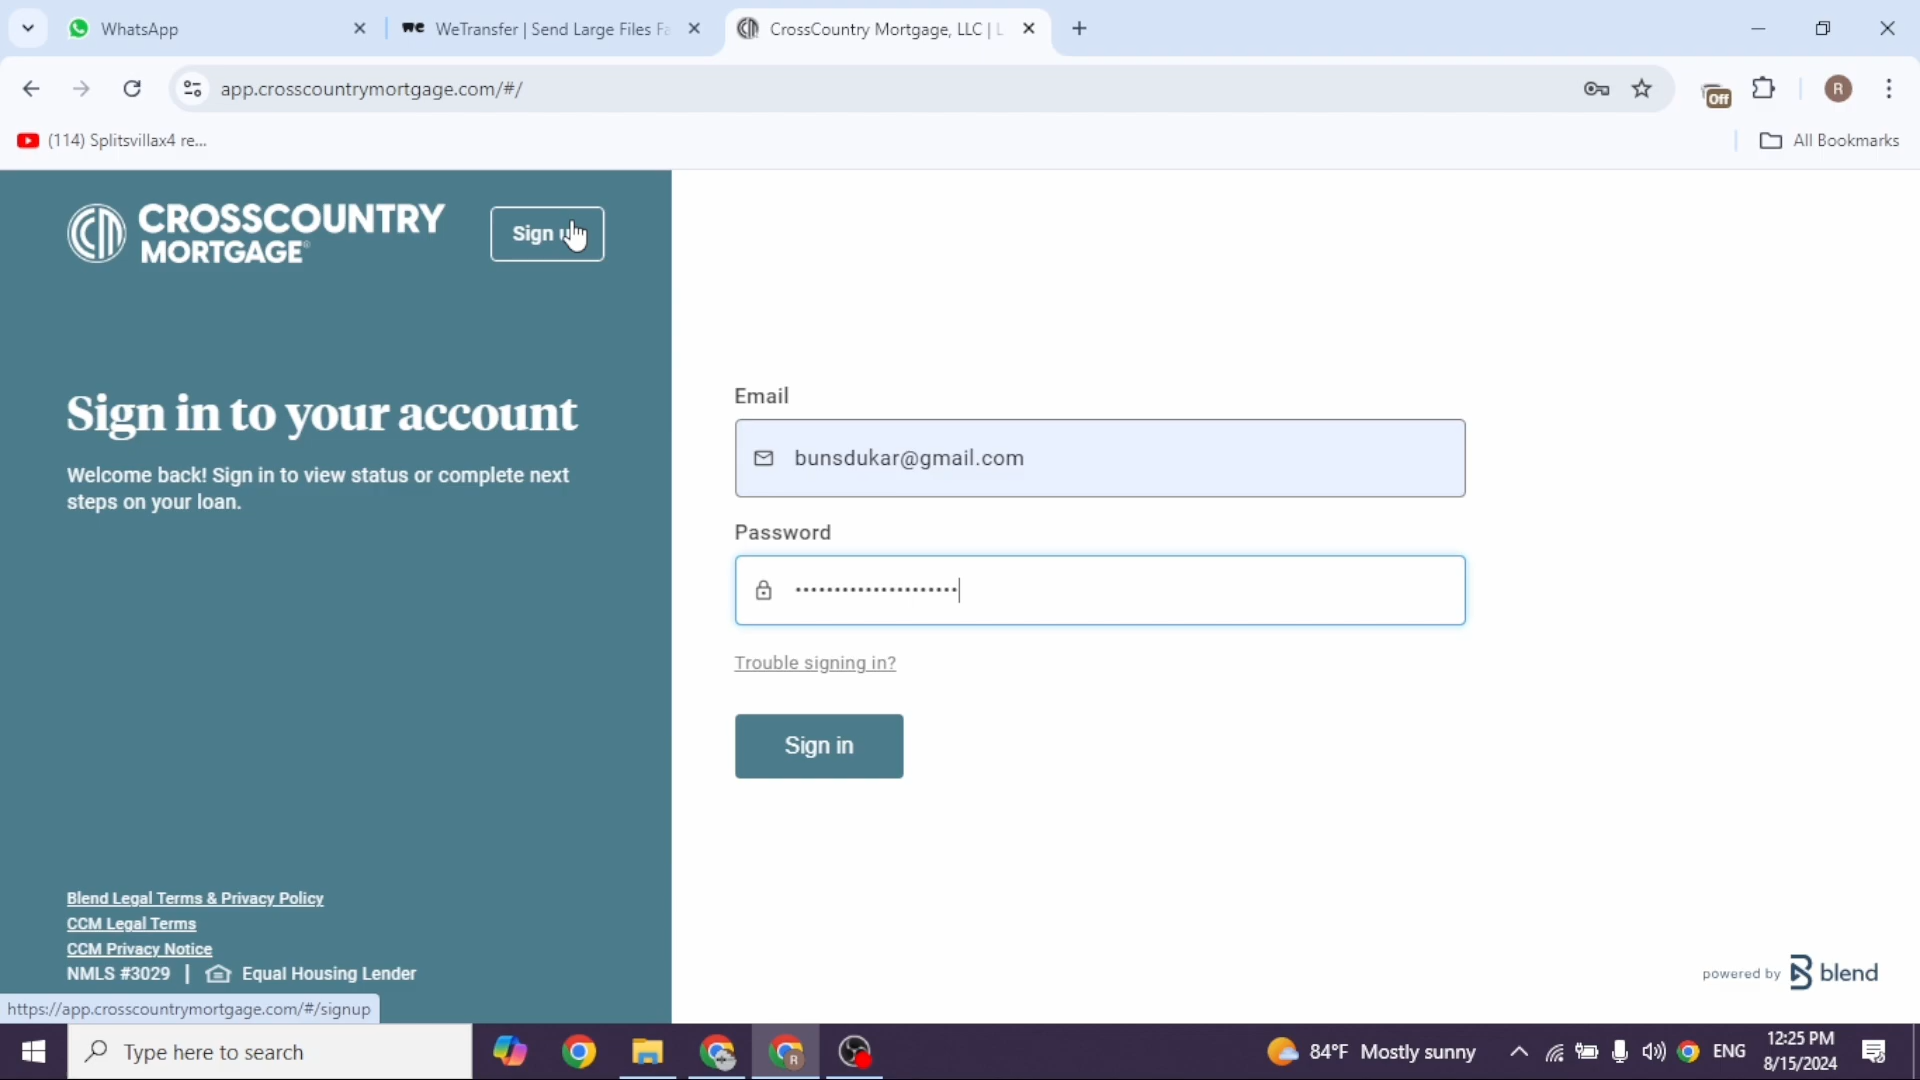 WhatsApp
WeTransfer | Send Large Files Fa
CrossCountry Mortgage, LLC | L
app.crosscountrymortgage.com/#/
Off
R
(114) Splitsvillax4 re...
All Bookmarks
CROSSCOUNTRY
MORTGAGE®
Sign
Sign in to your account
Welcome back! Sign in to view status or complete next
steps on your loan.
Email
bunsdukar@gmail.com
Password
•••••••••••••••••••••
Trouble signing in?
Sign in
Blend Legal Terms & Privacy Policy
CCM Legal Terms
CCM Privacy Notice
NMLS #3029 | Equal Housing Lender
powered by blend
https://app.crosscountrymortgage.com/#/signup
Type here to search
84°F Mostly sunny
ENG
12:25 PM
8/15/2024